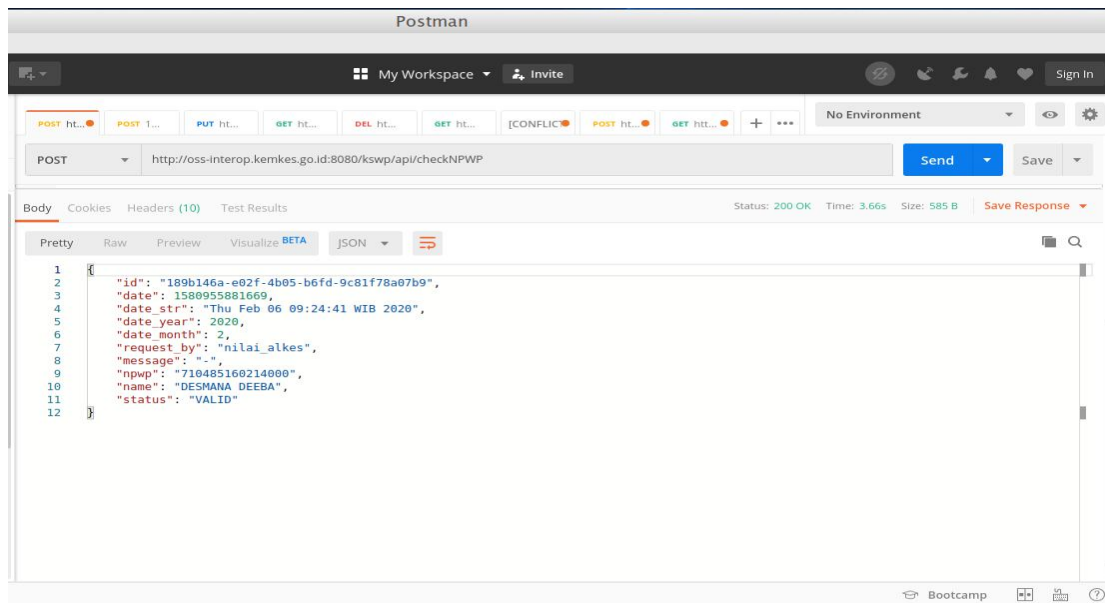 Postman
My Workspace Invite Sign In
POST ht... POST 1... PUT ht... GET ht... DEL ht... GET ht... [CONFLICT POST ht... GET htt... + ••• No Environment
POST http://oss-interop.kemkes.go.id:8080/kswp/api/checkNPWP Send Save
Body Cookies Headers (10) Test Results Status: 200 OK Time: 3.66s Size: 585 B Save Response
Pretty Raw Preview Visualize BETA JSON
1 {
2 "id": "189b146a-e02f-4b05-b6fd-9c81f78a07b9",
3 "date": 1580955881669,
4 "date_str": "Thu Feb 06 09:24:41 WIB 2020",
5 "date_year": 2020,
6 "date_month": 2,
7 "request_by": "nilai_alkes",
8 "message": "-",
9 "npwp": "710485160214000",
10 "name": "DESMANA DEEBA",
11 "status": "VALID"
12 }
Bootcamp